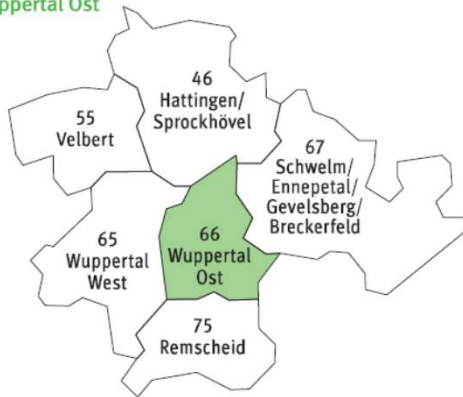 ppertal Ost
46
Hattingen/
Sprockhövel
55
Velbert
67
Schwelm/
Ennepetal/
Gevelsberg/
Breckerfeld
65
Wuppertal
West
66
Wuppertal
Ost
75
Remscheid